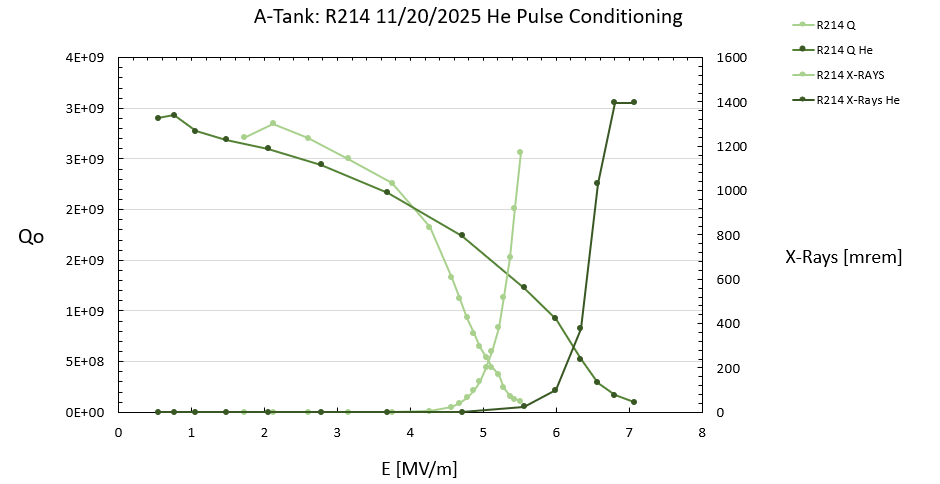 A-Tank: R214 11/20/2025 He Pulse Conditioning
R214 Q
R214 Q He
R214 X-RAYS
R214 X-Rays He
4E+09
3E+09
3E+09
2E+09
2E+09
1E+09
5E+08
0E+00
Qo
1600
1400
1200
1000
800
600
400
200
0
X-Rays [mrem]
0 1 2 3 4 5 6 7 8
E [MV/m]